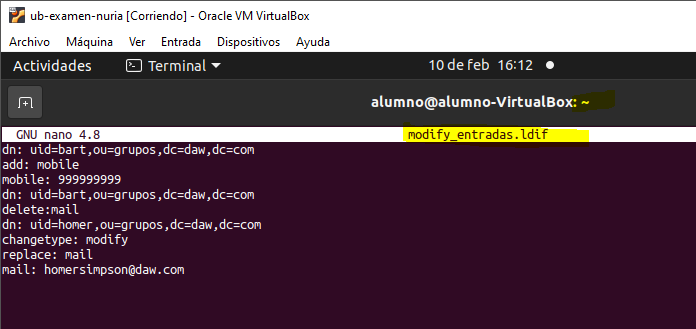 ub-examen-nuria [Corriendo] - Oracle VM VirtualBox
Archivo Máquina Ver Entrada Dispositivos Ayuda
Actividades Terminal 10 de feb 16:12
alumno@alumno-VirtualBox: ~
GNU nano 4.8 modify_entradas.ldif
dn: uid=bart,ou=grupos,dc=daw,dc=com
add: mobile
mobile: 999999999
dn: uid=bart,ou=grupos,dc=daw,dc=com
delete:mail
dn: uid=homer,ou=grupos,dc=daw,dc=com
changetype: modify
replace: mail
mail: homersimpson@daw.com